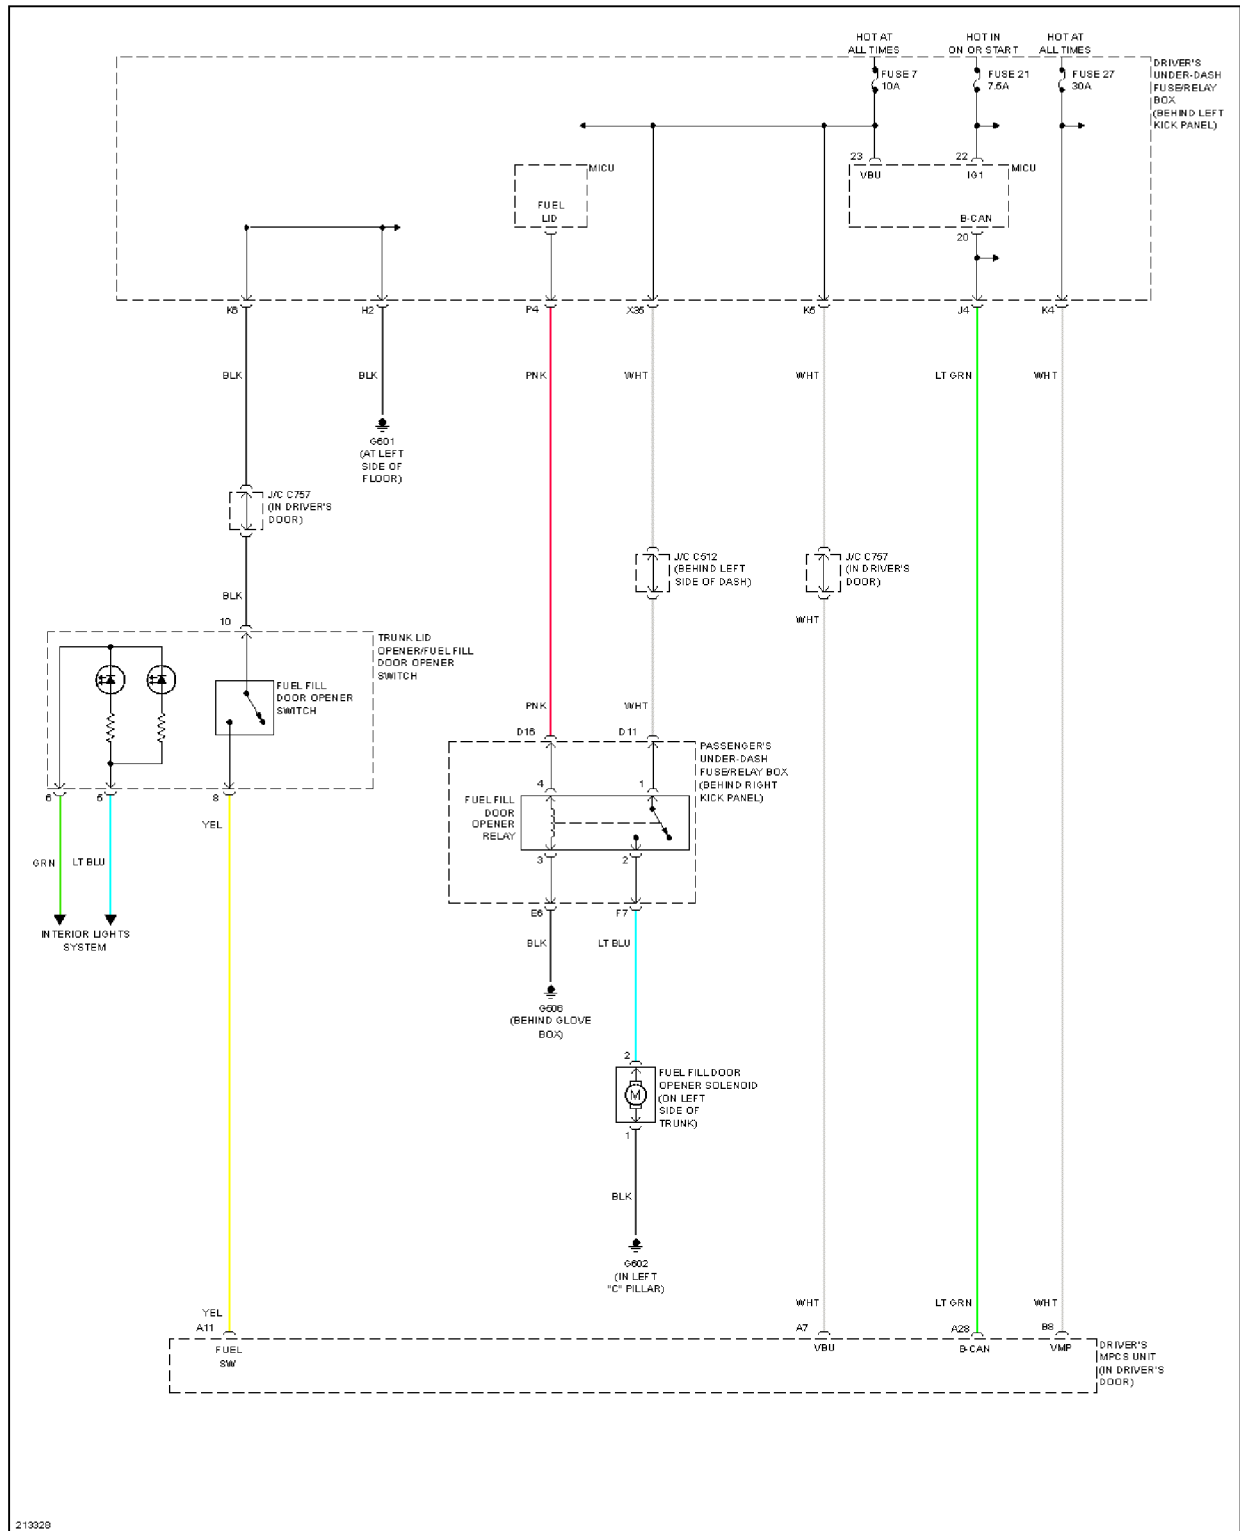 HOT AT
ALL TIMES
HOT IN
ON OR START
HOT AT
ALL TIMES
FUSE 7
10A
FUSE 21
7.5A
FUSE 27
30A
DRIVER'S
UNDER-DASH
FUSE/RELAY
BOX
(BEHIND LEFT
KICK PANEL)
MICU
FUEL
LID
23
VBU
22
IG1
MICU
B-CAN
20
H2
P4
X35
J4
K4
BLK
BLK
PNK
WHT
WHT
LT GRN
WHT
G601
(AT LEFT
SIDE OF
FLOOR)
J/C C757
(IN DRIVER'S
DOOR)
J/C C512
(BEHIND LEFT
SIDE OF DASH)
J/C C757
(IN DRIVER'S
DOOR)
BLK
WHT
10
TRUNK LID
OPENER/FUEL FILL
DOOR OPENER
SWITCH
FUEL FILL
DOOR OPENER
SWITCH
6
5
8
YEL
GRN
LT BLU
INTERIOR LIGHTS
SYSTEM
PNK
WHT
D11
PASSENGER'S
UNDER-DASH
FUSE/RELAY BOX
(BEHIND RIGHT
KICK PANEL)
4
1
FUEL FILL
DOOR
OPENER
RELAY
3
2
E6
F7
BLK
LT BLU
(BEHIND GLOVE
BOX)
2
FUEL FILL DOOR
OPENER SOLENOID
(ON LEFT
SIDE OF
TRUNK)
M
1
BLK
G602
(IN LEFT
"C" PILLAR)
YEL
WHT
LT GRN
WHT
A11
A7
A28
B8
FUEL
SW
VBU
B-CAN
VMP
DRIVER'S
MPCS UNIT
(IN DRIVER'S
DOOR)
213329